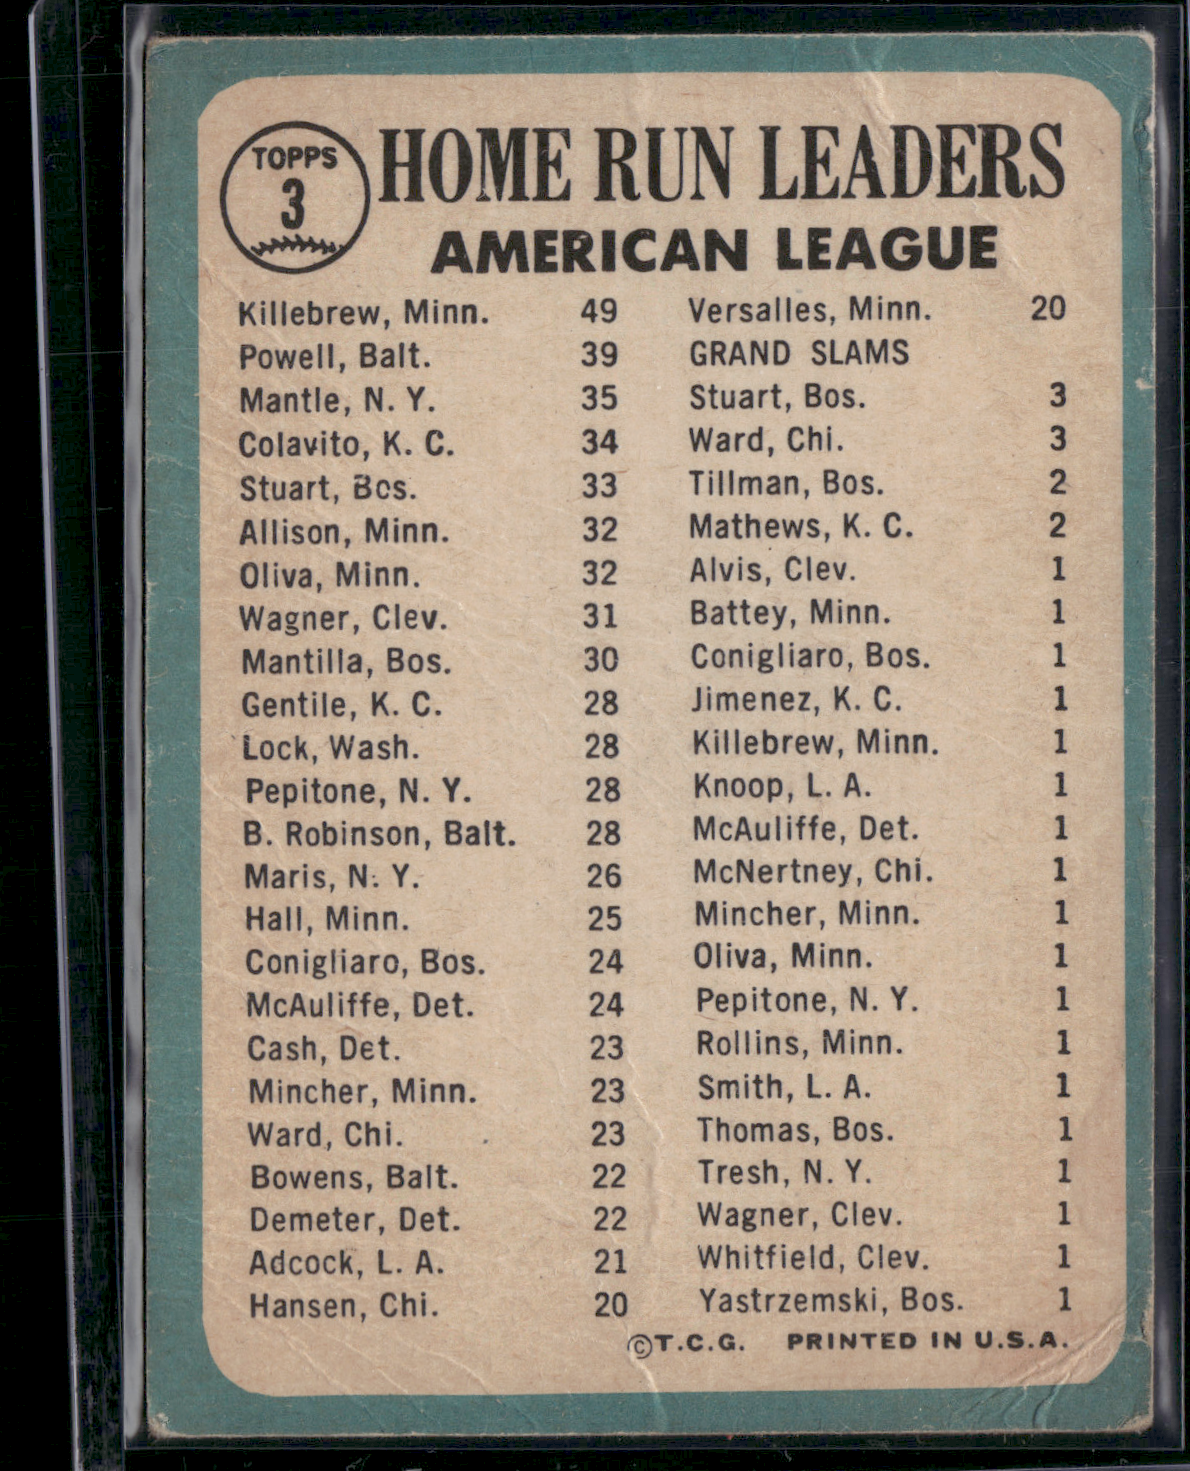 TOPPS
3
HOME RUN LEADERS
AMERICAN LEAGUE
Killebrew, Minn. 49
Powell, Balt. 39
Mantle, N. Y. 35
Colavito, K. C. 34
Stuart, Bos. 33
Allison, Minn. 32
Oliva, Minn. 32
Wagner, Clev. 31
Mantilla, Bos. 30
Gentile, K. C. 28
Lock, Wash. 28
Pepitone, N. Y. 28
B. Robinson, Balt. 28
Maris, N. Y. 26
Hall, Minn. 25
Conigliaro, Bos. 24
McAuliffe, Det. 24
Cash, Det. 23
Mincher, Minn. 23
Ward, Chi. 23
Bowens, Balt. 22
Demeter, Det. 22
Adcock, L. A. 21
Hansen, Chi. 20
Versalles, Minn. 20
GRAND SLAMS
Stuart, Bos. 3
Ward, Chi. 3
Tillman, Bos. 2
Mathews, K. C. 2
Alvis, Clev. 1
Battey, Minn. 1
Conigliaro, Bos. 1
Jimenez, K. C. 1
Killebrew, Minn. 1
Knoop, L. A. 1
McAuliffe, Det. 1
McNertney, Chi. 1
Mincher, Minn. 1
Oliva, Minn. 1
Pepitone, N. Y. 1
Rollins, Minn. 1
Smith, L. A. 1
Thomas, Bos. 1
Tresh, N. Y. 1
Wagner, Clev. 1
Whitfield, Clev. 1
Yastrzemski, Bos. 1
©T.C.G. PRINTED IN U.S.A.